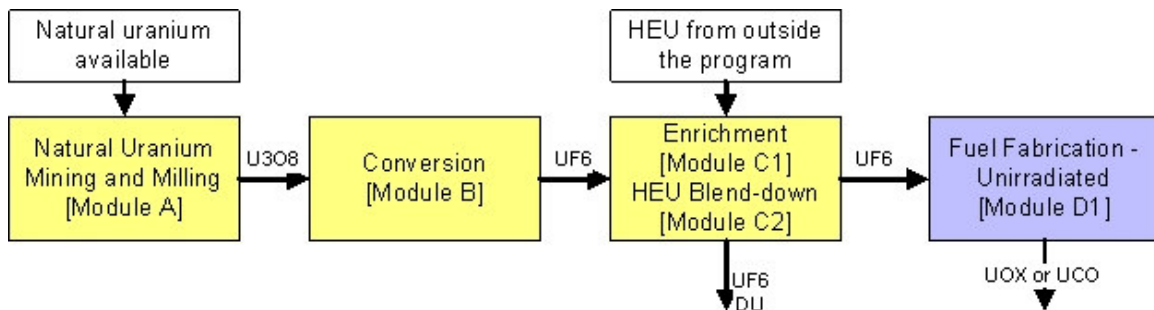 Natural uranium
available
HEU from outside
the program
Natural Uranium
Mining and Milling
[Module A]
U3O8
Conversion
[Module B]
UF6
Enrichment
[Module C1]
HEU Blend-down
[Module C2]
UF6
Fuel Fabrication -
Unirradiated
[Module D1]
UF6
DU
UOX or UCO